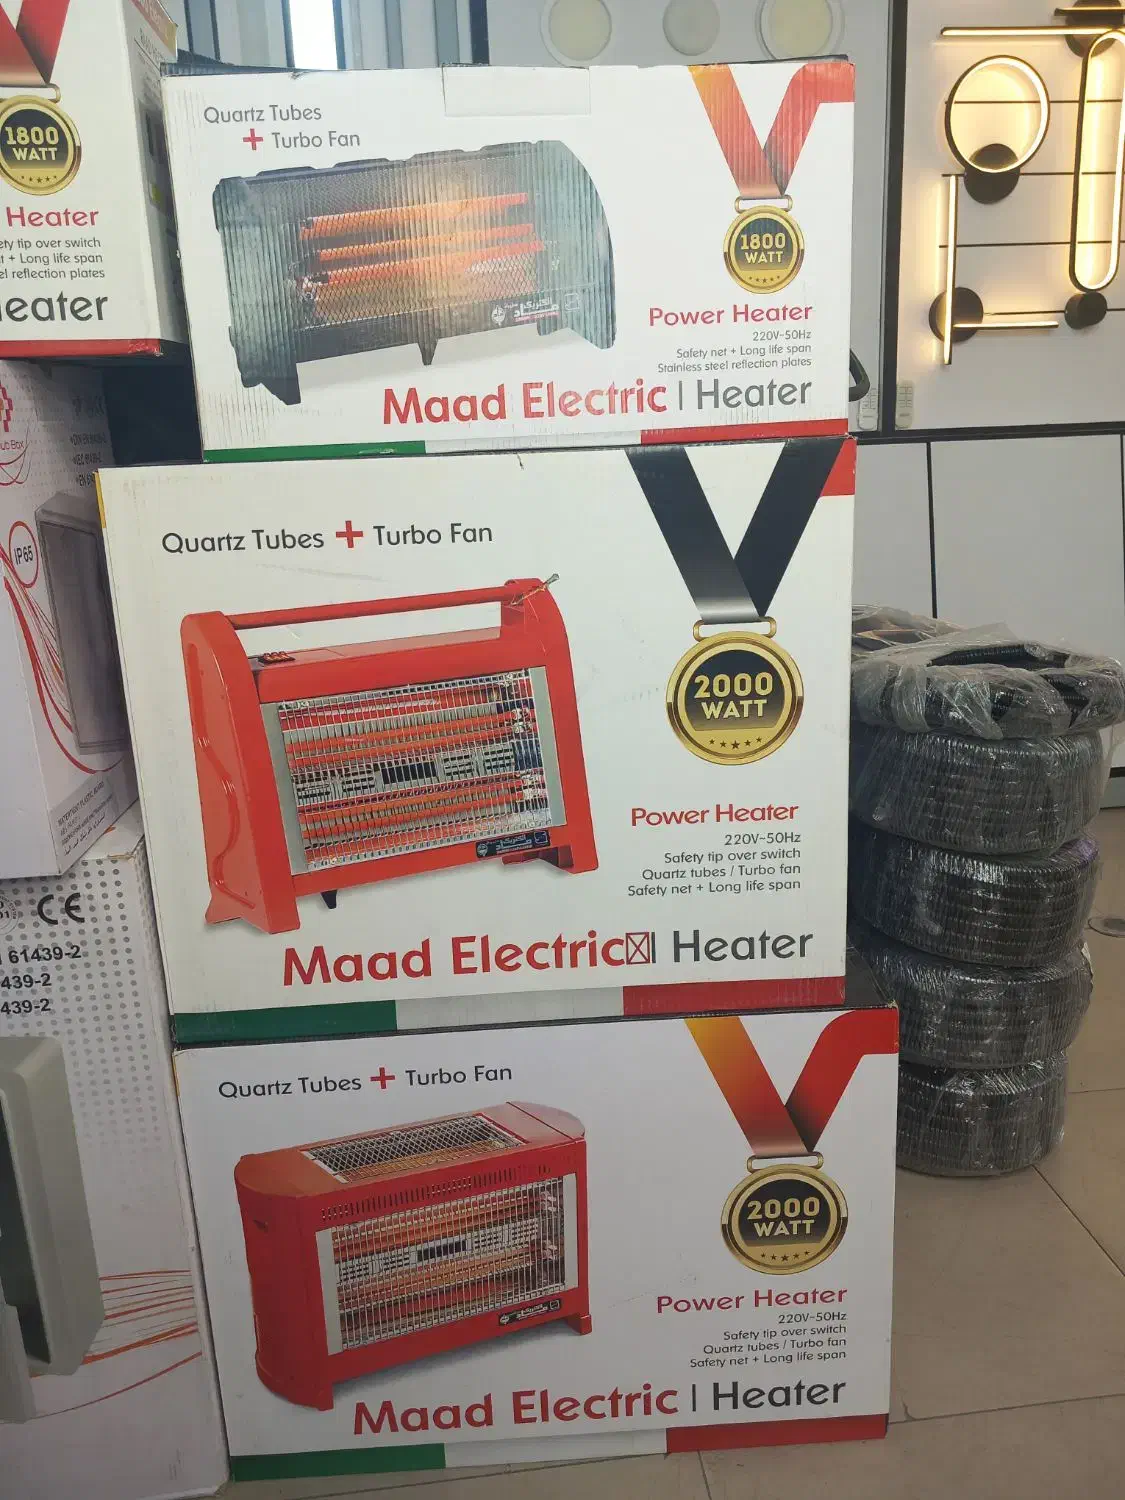 1800
WATT
Heater
ety tip over switch
t + Long life span
el reflection plates
eater
Quartz Tubes
+ Turbo Fan
1800
WATT
الکتریک
مــاد
Power Heater
220V~50Hz
Safety net + Long life span
Stainless steel reflection plates
Maad Electric | Heater
Quartz Tubes + Turbo Fan
2000
WATT
Power Heater
220V~50Hz
Safety tip over switch
Quartz tubes / Turbo fan
Safety net + Long life span
Maad Electric | Heater
Quartz Tubes + Turbo Fan
2000
WATT
Power Heater
220V~50Hz
Safety tip over switch
Quartz tubes / Turbo fan
Safety net + Long life span
Maad Electric | Heater
ub Box
IP65
CE
61439-2
439-2
439-2